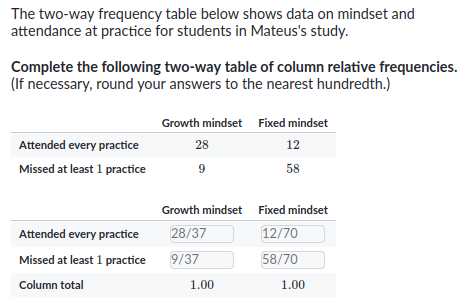 The two-way frequency table below shows data on mindset and
attendance at practice for students in Mateus's study.
Complete the following two-way table of column relative frequencies.
(If necessary, round your answers to the nearest hundredth.)
Growth mindset Fixed mindset
Attended every practice 28 12
Missed at least 1 practice 9 58
Growth mindset Fixed mindset
Attended every practice 28/37 12/70
Missed at least 1 practice 9/37 58/70
Column total 1.00 1.00